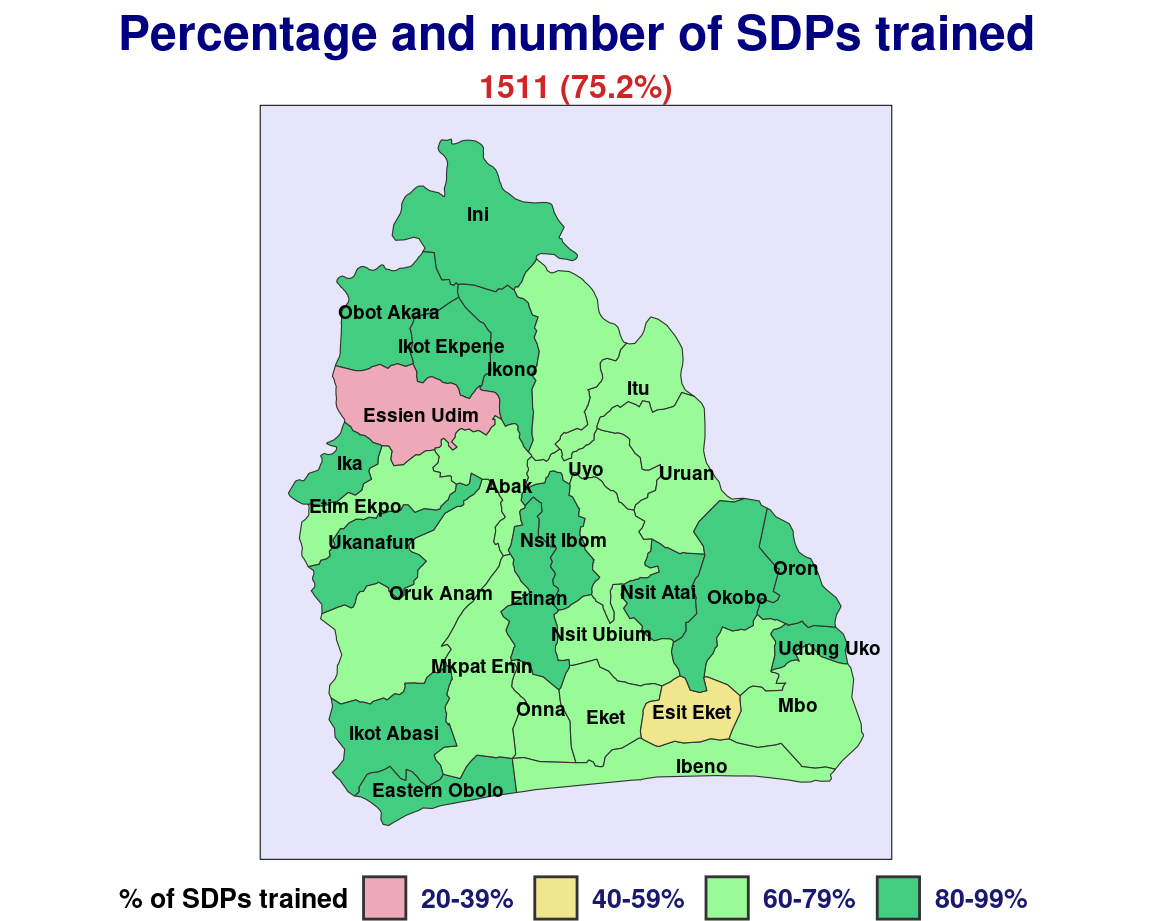 Percentage and number of SDPs trained
1511 (75.2%)
Ini
Obot Akara
Ikot Ekpene
Ikono
Itu
Essien Udim
Ika
Uyo
Uruan
Abak
Etim Ekpo
Ukanafun
Nsit Ibom
Oron
Oruk Anam
Etinan
Nsit Atai
Okobo
Nsit Ubium
Udung Uko
Mkpat Enin
Onna
Eket
Esit Eket
Mbo
Ikot Abasi
Ibeno
Eastern Obolo
% of SDPs trained 20-39% 40-59% 60-79% 80-99%